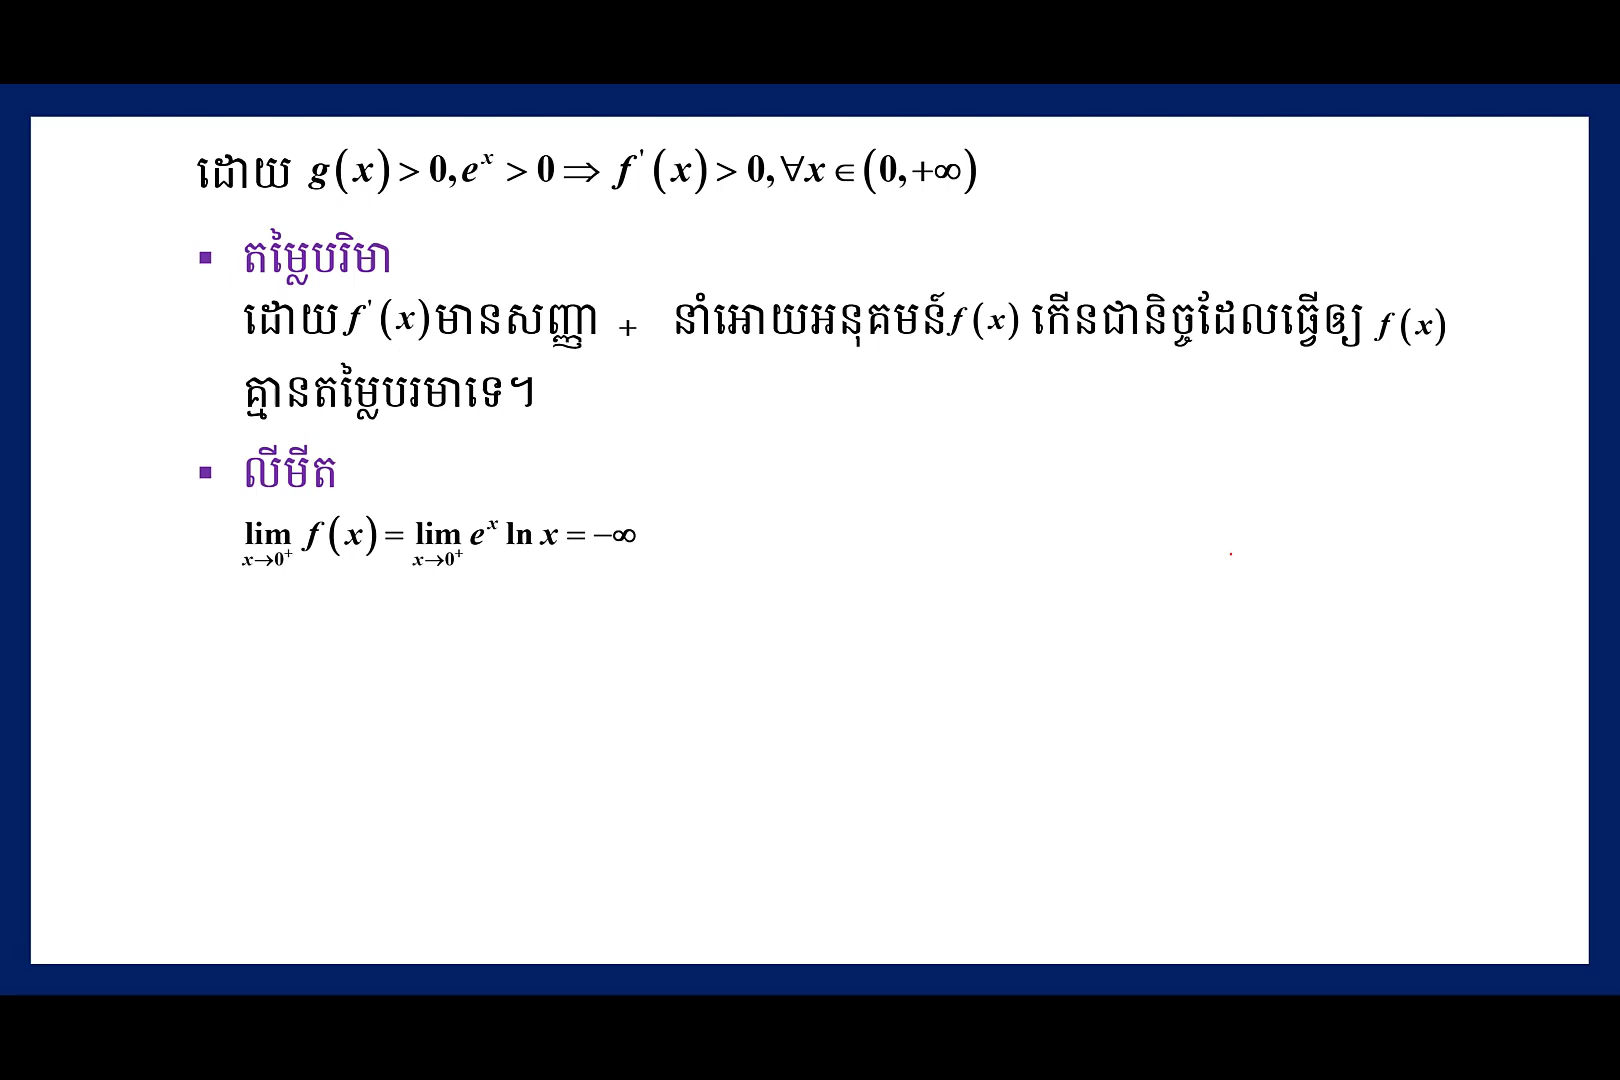 ដោយ g(x) > 0, eˣ > 0 ⇒ f'(x) > 0, ∀x ∈ (0, +∞)
▪ តម្លៃបរិមា
ដោយ f'(x) មានសញ្ញា + នាំអោយអនុគមន៍ f(x) កើនជានិច្ចដែលធ្វើឲ្យ f(x)
គ្មានតម្លៃបរមាទេ។
▪ លីមីត
lim_{x→0⁺} f(x) = lim_{x→0⁺} eˣ ln x = −∞